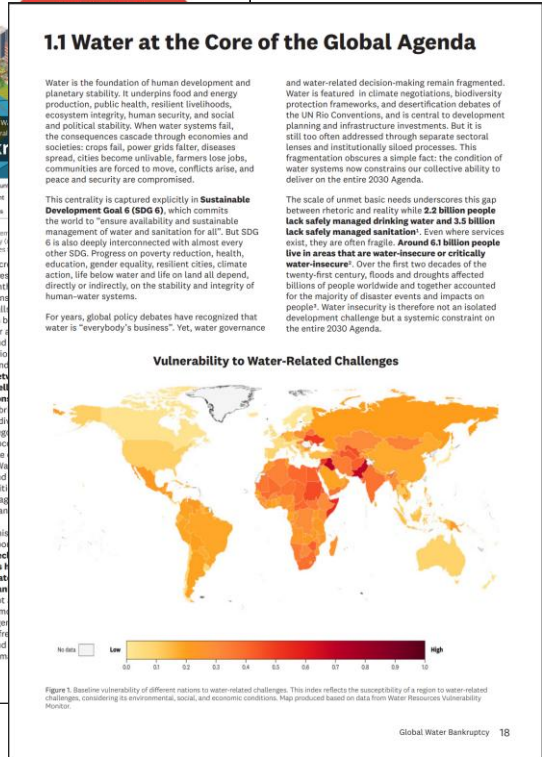 1.1 Water at the Core of the Global Agenda
Water is the foundation of human development and
planetary stability. It underpins food and energy
production, public health, resilient livelihoods,
ecosystem integrity, human security, and social
and political stability. When water systems fail,
the consequences cascade through economies and
societies: crops fail, power grids falter, diseases
spread, cities become unlivable, farmers lose jobs,
communities are forced to move, conflicts arise, and
peace and security are compromised.
This centrality is captured explicitly in Sustainable
Development Goal 6 (SDG 6), which commits
the world to "ensure availability and sustainable
management of water and sanitation for all". But SDG
6 is also deeply interconnected with almost every
other SDG. Progress on poverty reduction, health,
education, gender equality, resilient cities, climate
action, life below water and life on land all depend,
directly or indirectly, on the stability and integrity of
human–water systems.
For years, global policy debates have recognized that
water is "everybody's business". Yet, water governance
and water-related decision-making remain fragmented.
Water is featured in climate negotiations, biodiversity
protection frameworks, and desertification debates of
the UN Rio Conventions, and is central to development
planning and infrastructure investments. But it is
still too often addressed through separate sectoral
lenses and institutionally siloed processes. This
fragmentation obscures a simple fact: the condition of
water systems now constrains our collective ability to
deliver on the entire 2030 Agenda.
The scale of unmet basic needs underscores this gap
between rhetoric and reality while 2.2 billion people
lack safely managed drinking water and 3.5 billion
lack safely managed sanitation¹. Even where services
exist, they are often fragile. Around 6.1 billion people
live in areas that are water-insecure or critically
water-insecure². Over the first two decades of the
twenty-first century, floods and droughts affected
billions of people worldwide and together accounted
for the majority of disaster events and impacts on
people³. Water insecurity is therefore not an isolated
development challenge but a systemic constraint on
the entire 2030 Agenda.
Vulnerability to Water-Related Challenges
No data Low High
0.0 0.1 0.2 0.3 0.4 0.5 0.6 0.7 0.8 0.9 1.0
Figure 1. Baseline vulnerability of different nations to water-related challenges. This index reflects the susceptibility of a region to water-related
challenges, considering its environmental, social, and economic conditions. Map produced based on data from Water Resources Vulnerability
Monitor.
Global Water Bankruptcy 18